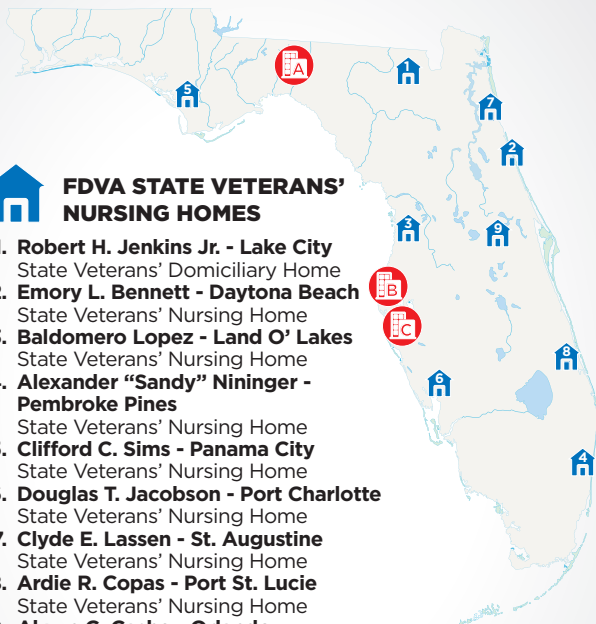 A
1
5
7
2
FDVA STATE VETERANS'
NURSING HOMES
3
9
. Robert H. Jenkins Jr. - Lake City
State Veterans' Domiciliary Home
. Emory L. Bennett - Daytona Beach
B
State Veterans' Nursing Home
. Baldomero Lopez - Land O' Lakes
C
State Veterans' Nursing Home
8
. Alexander “Sandy” Nininger -
6
Pembroke Pines
State Veterans' Nursing Home
. Clifford C. Sims - Panama City
4
State Veterans' Nursing Home
. Douglas T. Jacobson - Port Charlotte
State Veterans' Nursing Home
7. Clyde E. Lassen - St. Augustine
State Veterans' Nursing Home
. Ardie R. Copas - Port St. Lucie
State Veterans' Nursing Home